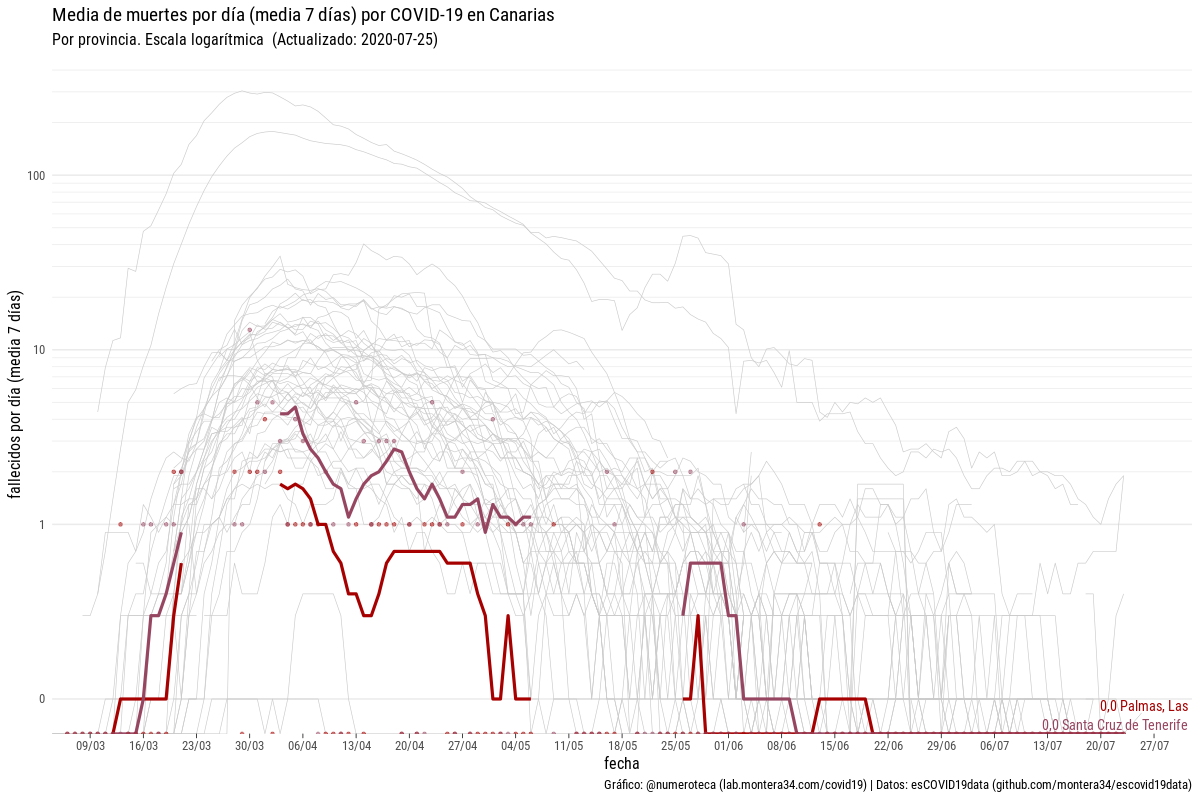 Media de muertes por día (media 7 días) por COVID-19 en Canarias
Por provincia. Escala logarítmica (Actualizado: 2020-07-25)
fallecidos por día (media 7 días)
100
10
1
0
0,0 Palmas, Las
0,0 Santa Cruz de Tenerife
09/03 16/03 23/03 30/03 06/04 13/04 20/04 27/04 04/05 11/05 18/05 25/05 01/06 08/06 15/06 22/06 29/06 06/07 13/07 20/07 27/07
fecha
Gráfico: @numeroteca (lab.montera34.com/covid19) | Datos: esCOVID19data (github.com/montera34/escovid19data)